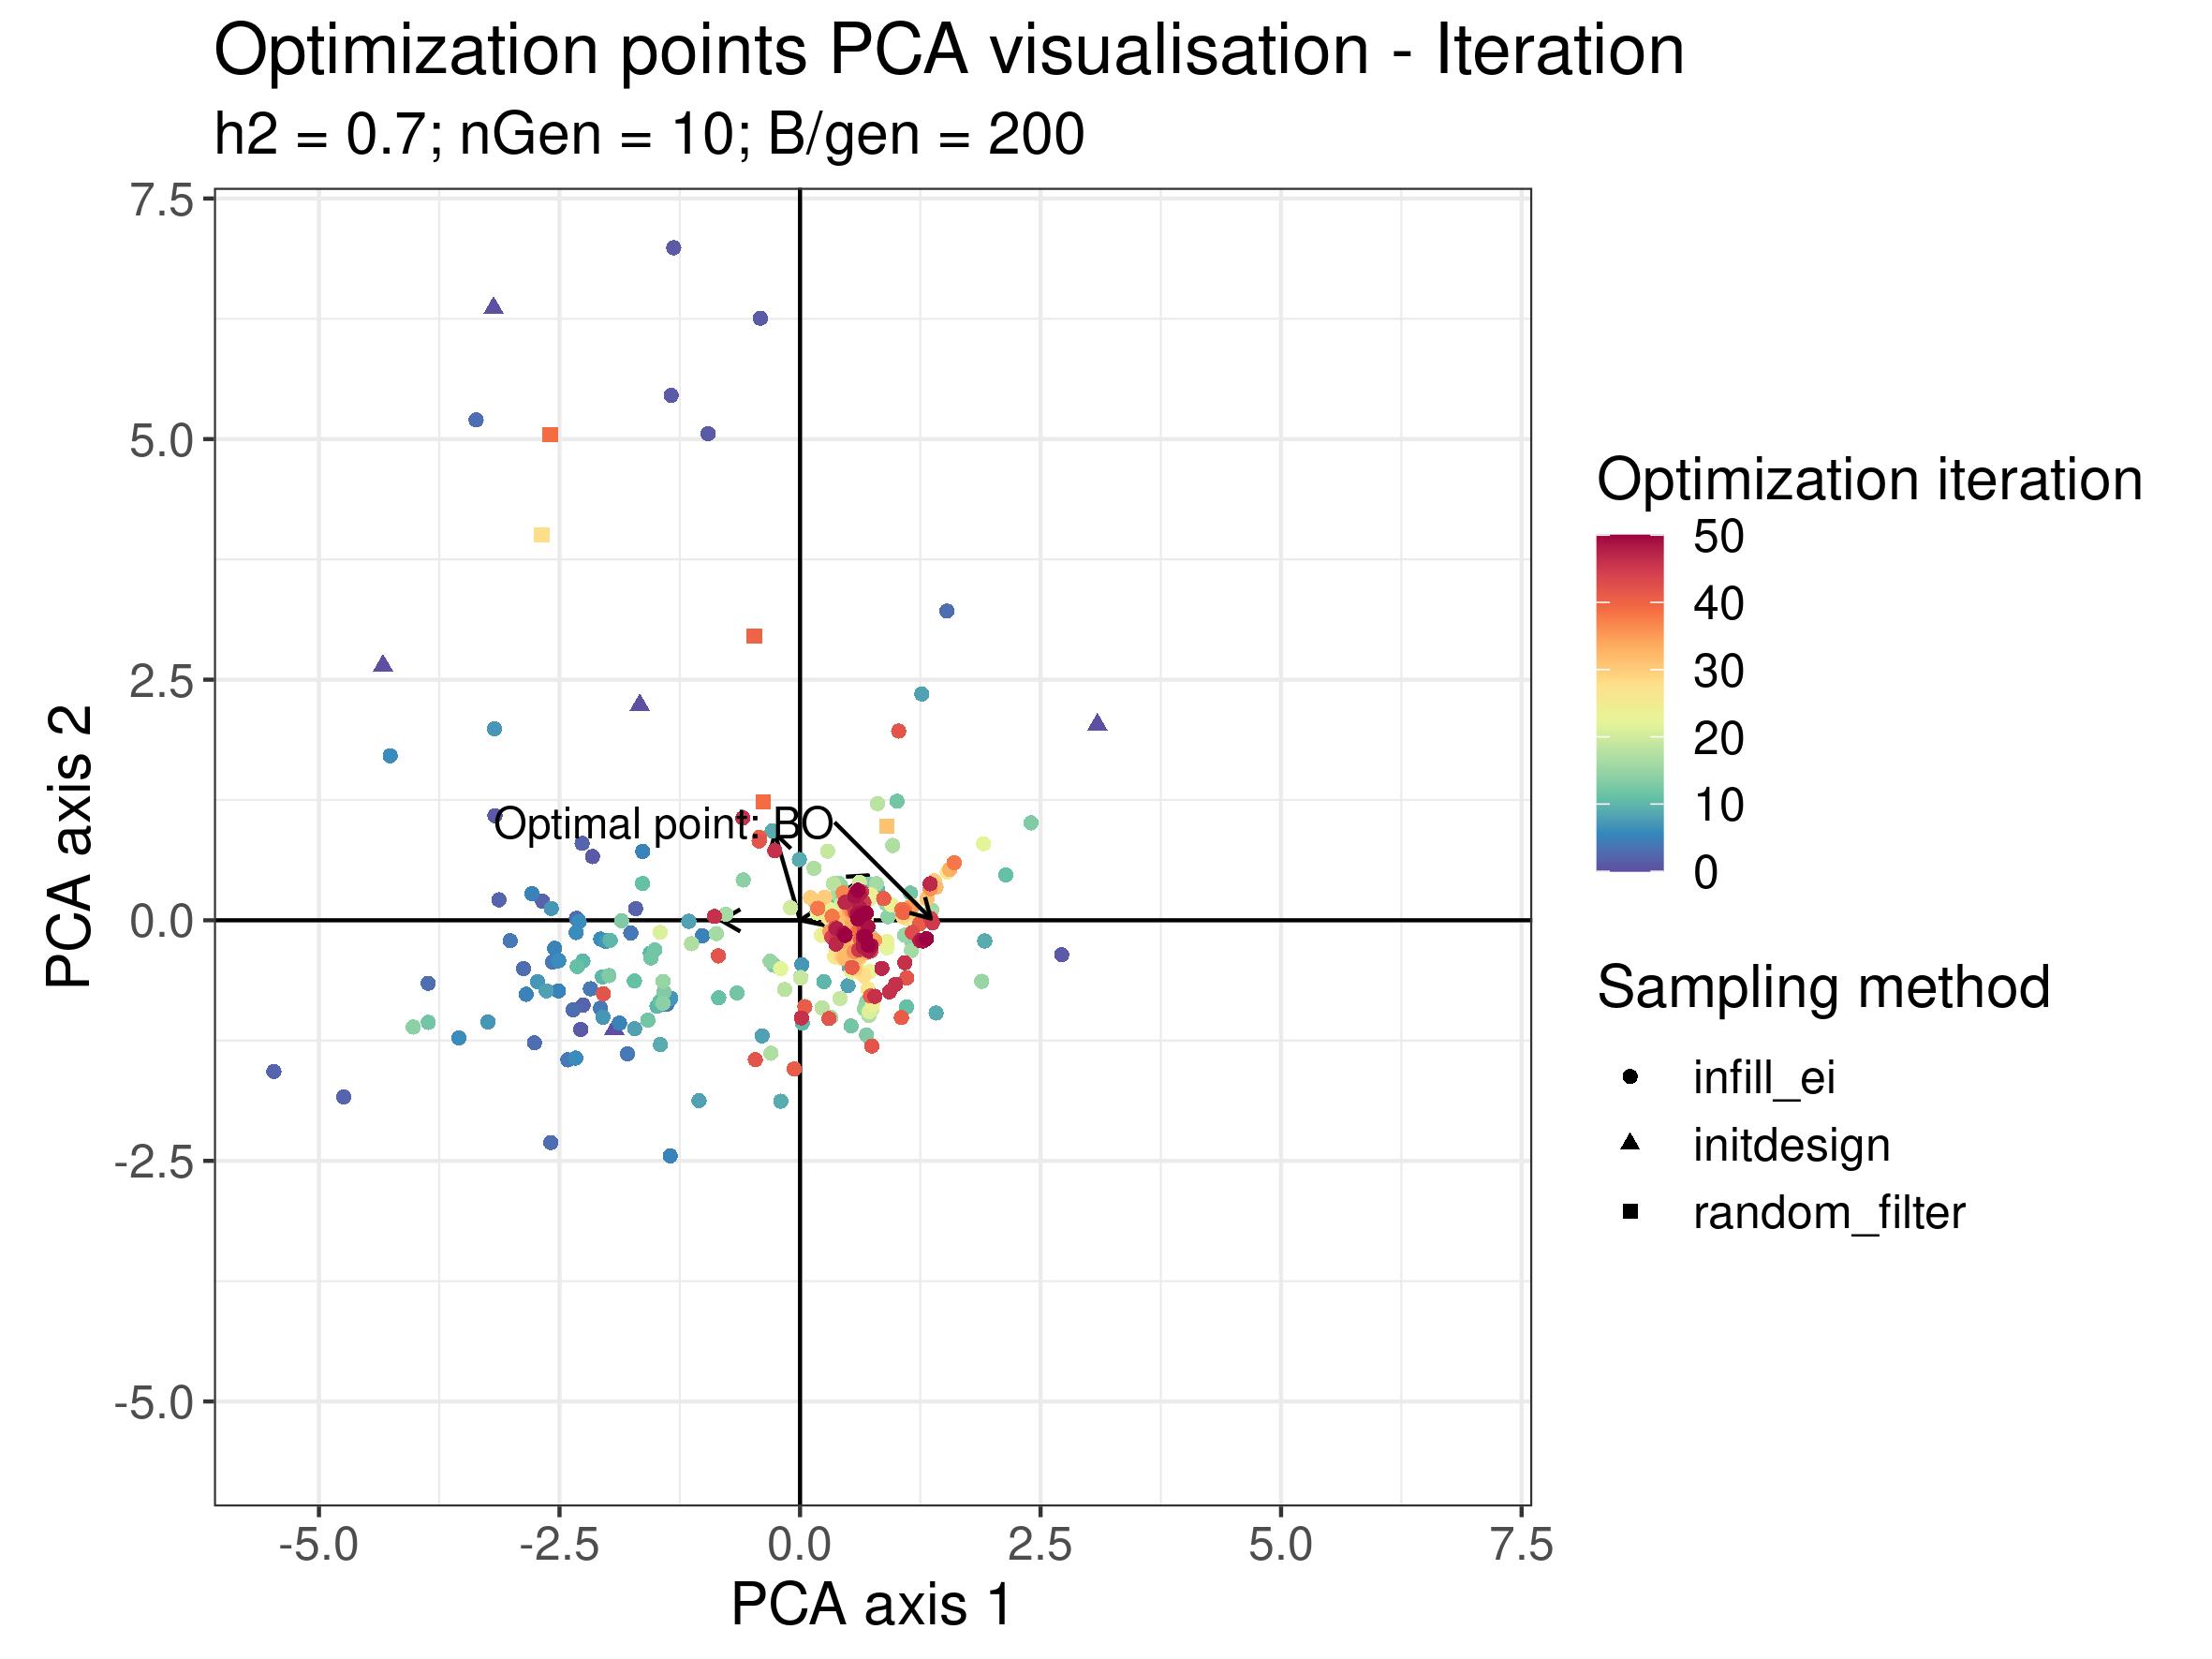 Optimization points PCA visualisation - Iteration
h2 = 0.7; nGen = 10; B/gen = 200
7.5
5.0
2.5
0.0
-2.5
-5.0
PCA axis 2
Optimal point: BO
-5.0
-2.5
0.0
2.5
5.0
7.5
PCA axis 1
Optimization iteration
50
40
30
20
10
0
Sampling method
infill_ei
initdesign
random_filter